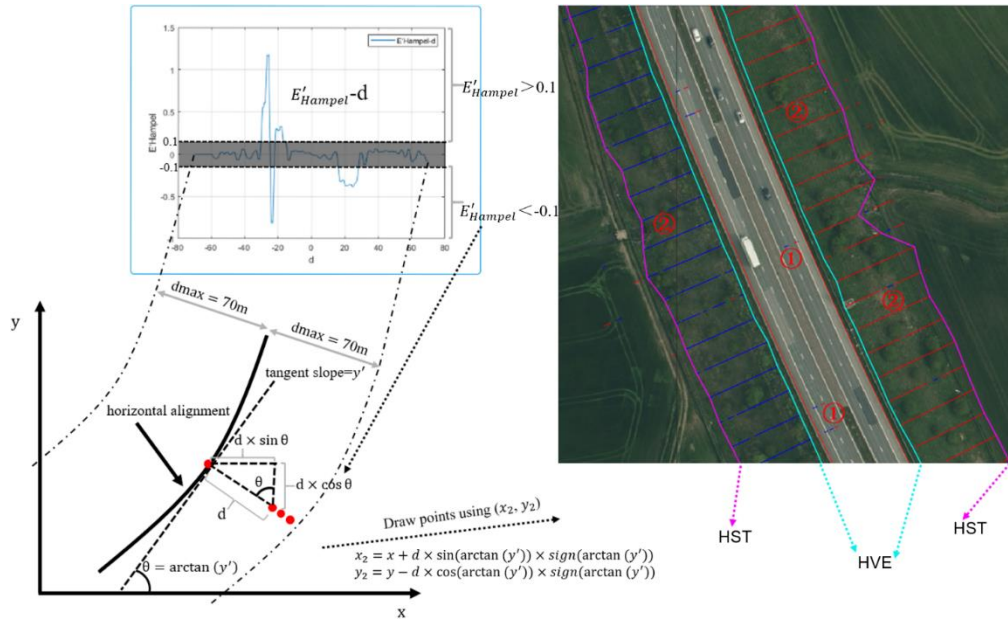 1.5
E'Hampel-d
1
E'Hampel
0.5
0.1
0
-0.1
-0.5
-1
-80 -60 -40 -20 0 20 40 60 80
d
E′Hampel-d
E′Hampel>0.1
E′Hampel<-0.1
y
dmax = 70m
dmax = 70m
tangent slope=y′
horizontal alignment
d × sin θ
θ
d × cos θ
d
θ = arctan (y′)
x
Draw points using (x₂, y₂)
x₂ = x + d × sin(arctan (y′)) × sign(arctan (y′))
y₂ = y − d × cos(arctan (y′)) × sign(arctan (y′))
②
②
①
②
①
HST
HVE
HST